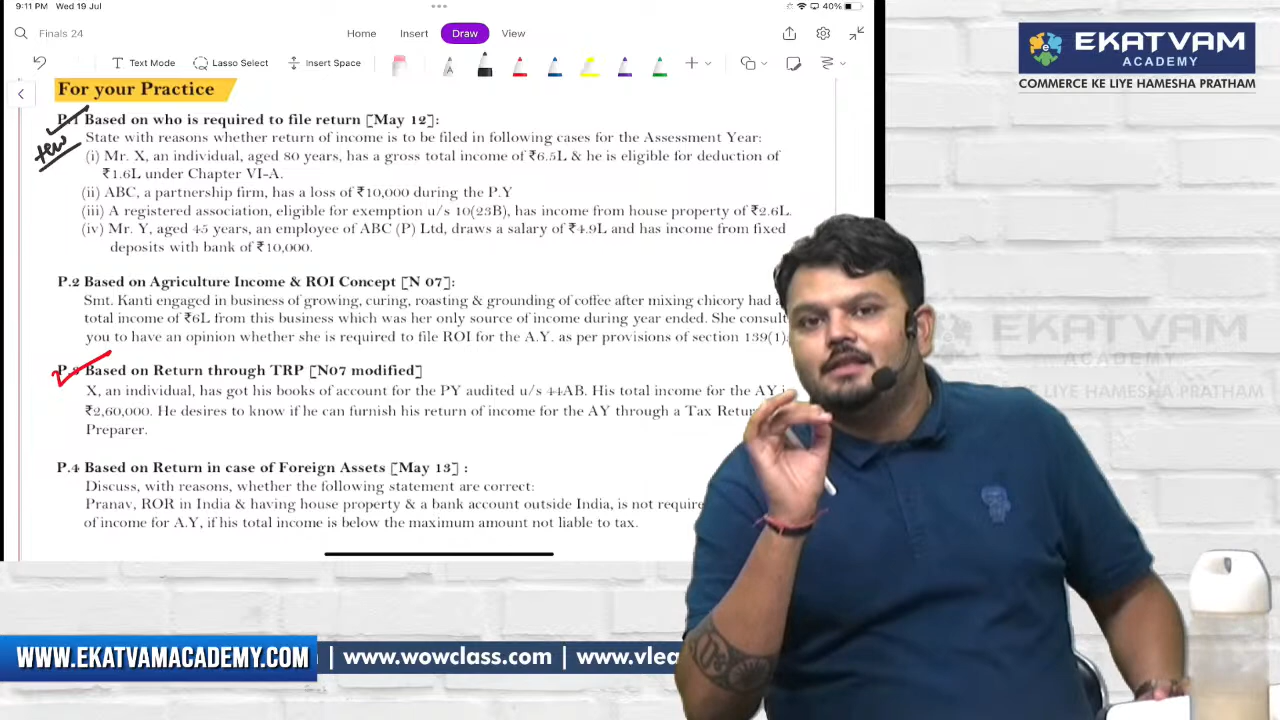 9:11 PM Wed 19 Jul
40%
Finals 24
Home Insert Draw View
Text Mode Lasso Select Insert Space
EKATVAM
ACADEMY
COMMERCE KE LIYE HAMESHA PRATHAM
For your Practice
P.1 Based on who is required to file return [May 12]:
State with reasons whether return of income is to be filed in following cases for the Assessment Year:
(i) Mr. X, an individual, aged 80 years, has a gross total income of ₹6.5L & he is eligible for deduction of
₹1.6L under Chapter VI-A.
(ii) ABC, a partnership firm, has a loss of ₹10,000 during the P.Y
(iii) A registered association, eligible for exemption u/s 10(23B), has income from house property of ₹2.6L.
(iv) Mr. Y, aged 45 years, an employee of ABC (P) Ltd, draws a salary of ₹4.9L and has income from fixed
deposits with bank of ₹10,000.
P.2 Based on Agriculture Income & ROI Concept [N 07]:
Smt. Kanti engaged in business of growing, curing, roasting & grounding of coffee after mixing chicory had a
total income of ₹6L from this business which was her only source of income during year ended. She consult
you to have an opinion whether she is required to file ROI for the A.Y. as per provisions of section 139(1).
P.3 Based on Return through TRP [N07 modified]
X, an individual, has got his books of account for the PY audited u/s 44AB. His total income for the AY i
₹2,60,000. He desires to know if he can furnish his return of income for the AY through a Tax Retur
Preparer.
P.4 Based on Return in case of Foreign Assets [May 13] :
Discuss, with reasons, whether the following statement are correct:
Pranav, ROR in India & having house property & a bank account outside India, is not require
of income for A.Y, if his total income is below the maximum amount not liable to tax.
EKATVAM
LIYE HAMESHA PRATHAM
WWW.EKATVAMACADEMY.COM | www.wowclass.com | www.vlea